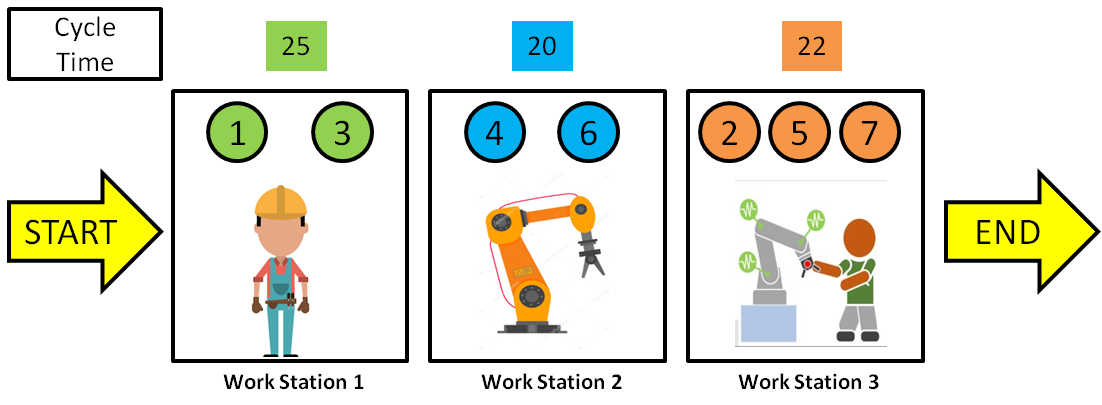 Cycle
Time
25
20
22
1
3
4
6
2
5
7
START
END
Work Station 1
Work Station 2
Work Station 3